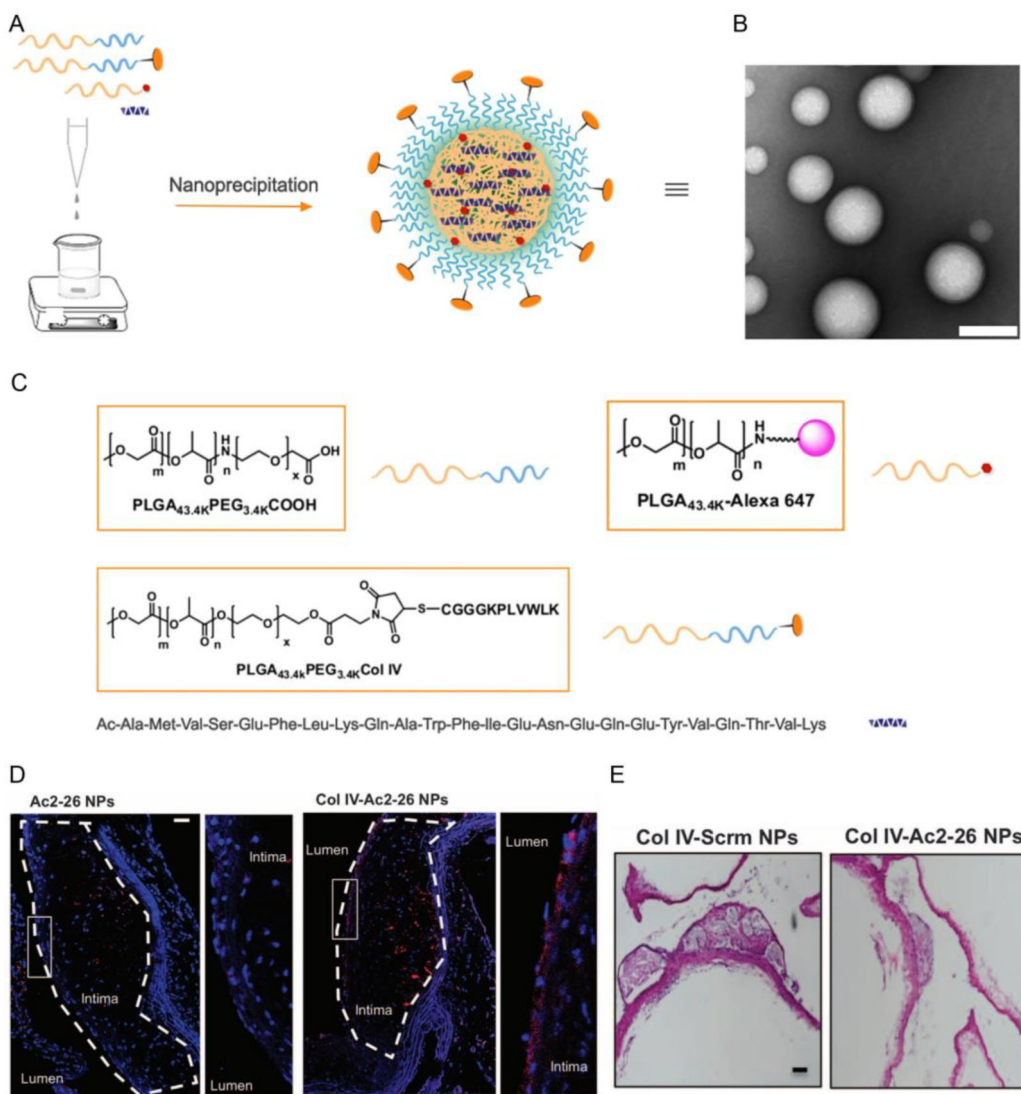 A
B
Nanoprecipitation
C
O
O
m
O
O
n
H
N
O
x
O
OH
PLGA43.4KPEG3.4KCOOH
O
O
m
O
O
n
H
N
PLGA43.4K-Alexa 647
O
O
m
O
O
n
O
O
x
O
O
N
O
O
S
CGGGKPLVWLK
PLGA43.4kPEG3.4KCol IV
Ac-Ala-Met-Val-Ser-Glu-Phe-Leu-Lys-Gln-Ala-Trp-Phe-Ile-Glu-Asn-Glu-Gln-Glu-Tyr-Val-Gln-Thr-Val-Lys
D
E
Ac2-26 NPs
Col IV-Ac2-26 NPs
Intima
Lumen
Intima
Lumen
Lumen
Intima
Lumen
Intima
Col IV-Scrm NPs
Col IV-Ac2-26 NPs